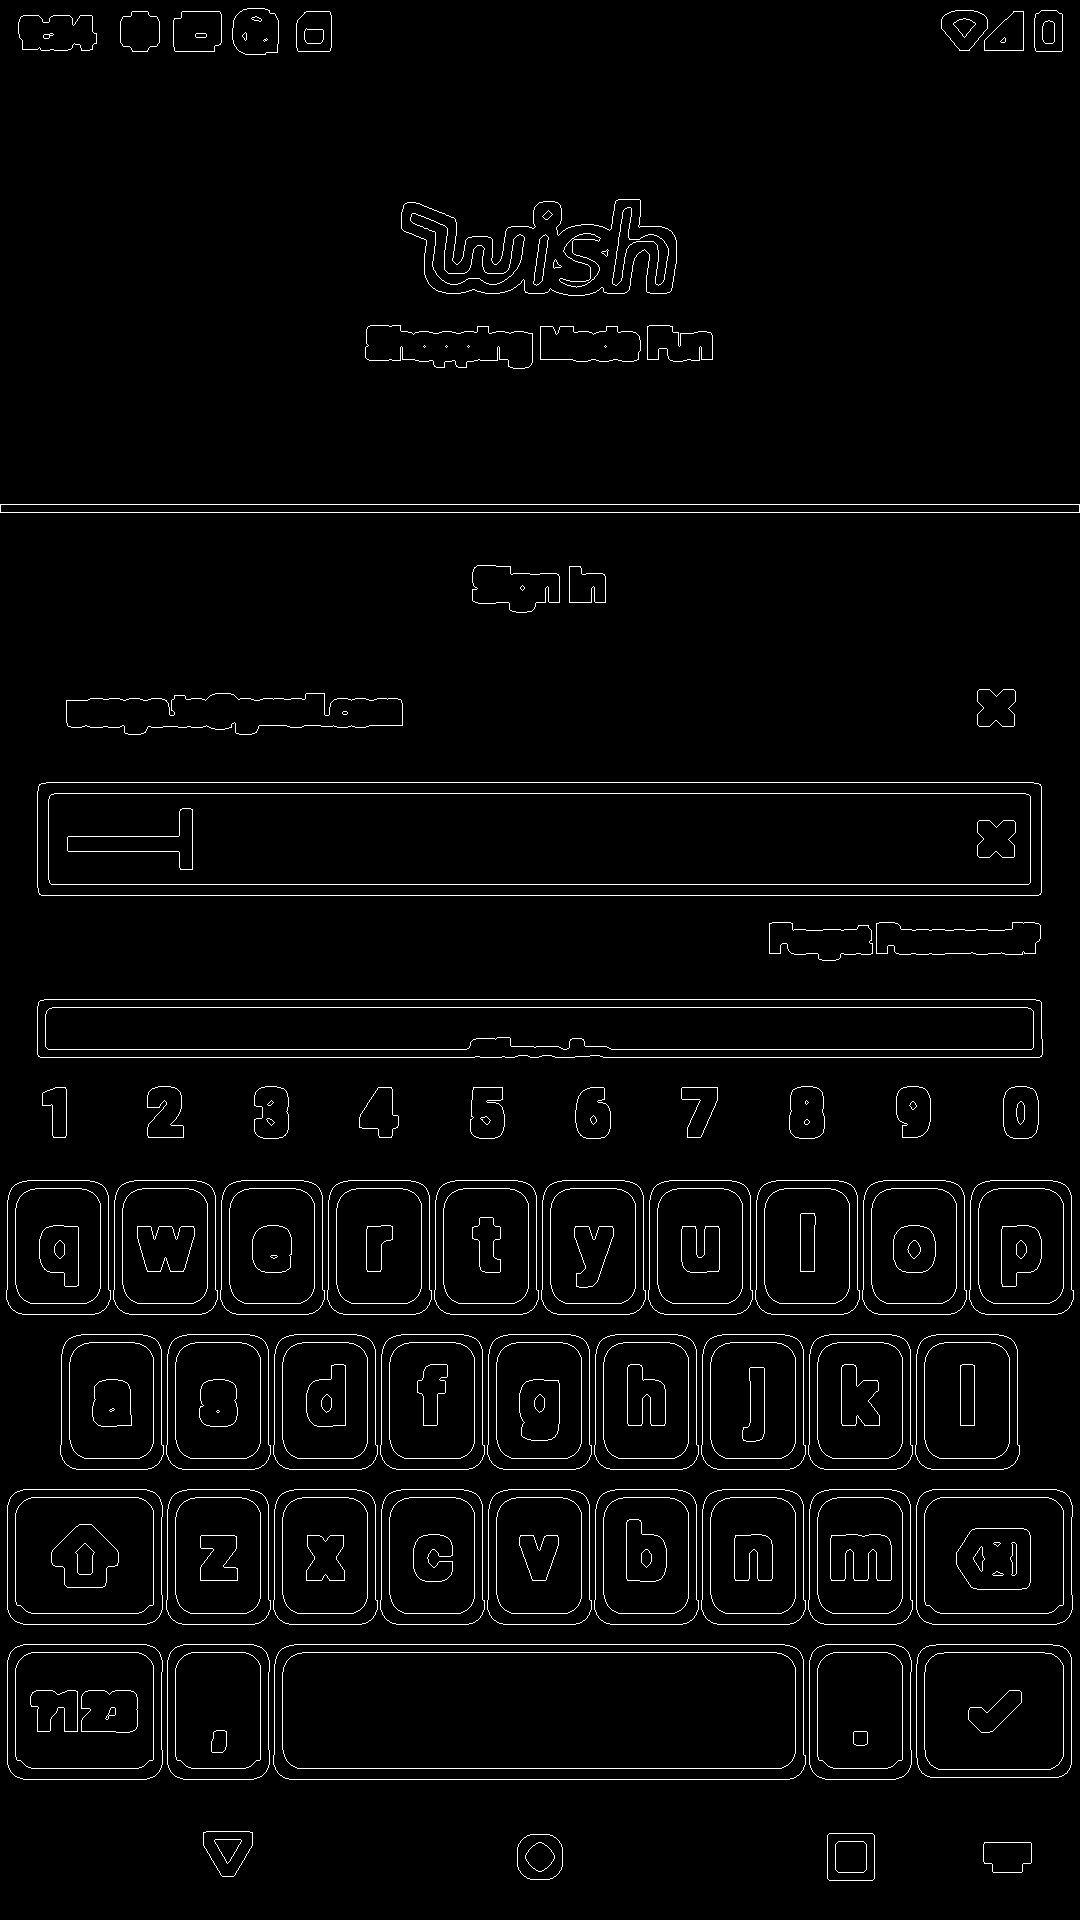 wish
Shopping Made Fun
Sign In
Forgot Password?
1 2 3 4 5 6 7 8 9 0
q w e r t y u i o p
a s d f g h j k l
z x c v b n m
?123 , .